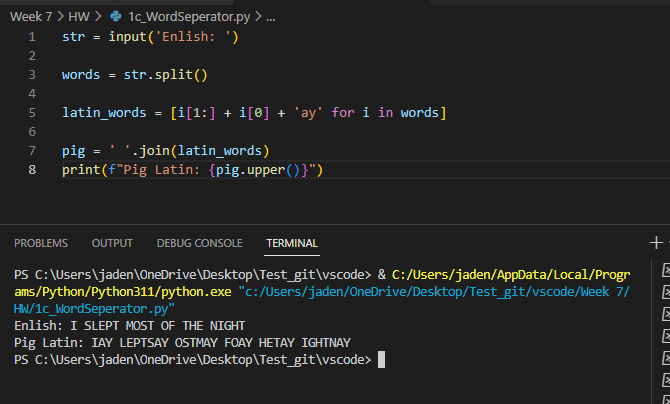 Week 7 > HW > 1c_WordSeperator.py > ...
1 str = input('Enlish: ')
2
3 words = str.split()
4
5 latin_words = [i[1:] + i[0] + 'ay' for i in words]
6
7 pig = ' '.join(latin_words)
8 print(f"Pig Latin: {pig.upper()}")
PROBLEMS OUTPUT DEBUG CONSOLE TERMINAL
PS C:\Users\jaden\OneDrive\Desktop\Test_git\vscode> & C:/Users/jaden/AppData/Local/Progr
ams/Python/Python311/python.exe "c:/Users/jaden/OneDrive/Desktop/Test_git/vscode/Week 7/
HW/1c_WordSeperator.py"
Enlish: I SLEPT MOST OF THE NIGHT
Pig Latin: IAY LEPTSAY OSTMAY FOAY HETAY IGHTNAY
PS C:\Users\jaden\OneDrive\Desktop\Test_git\vscode>